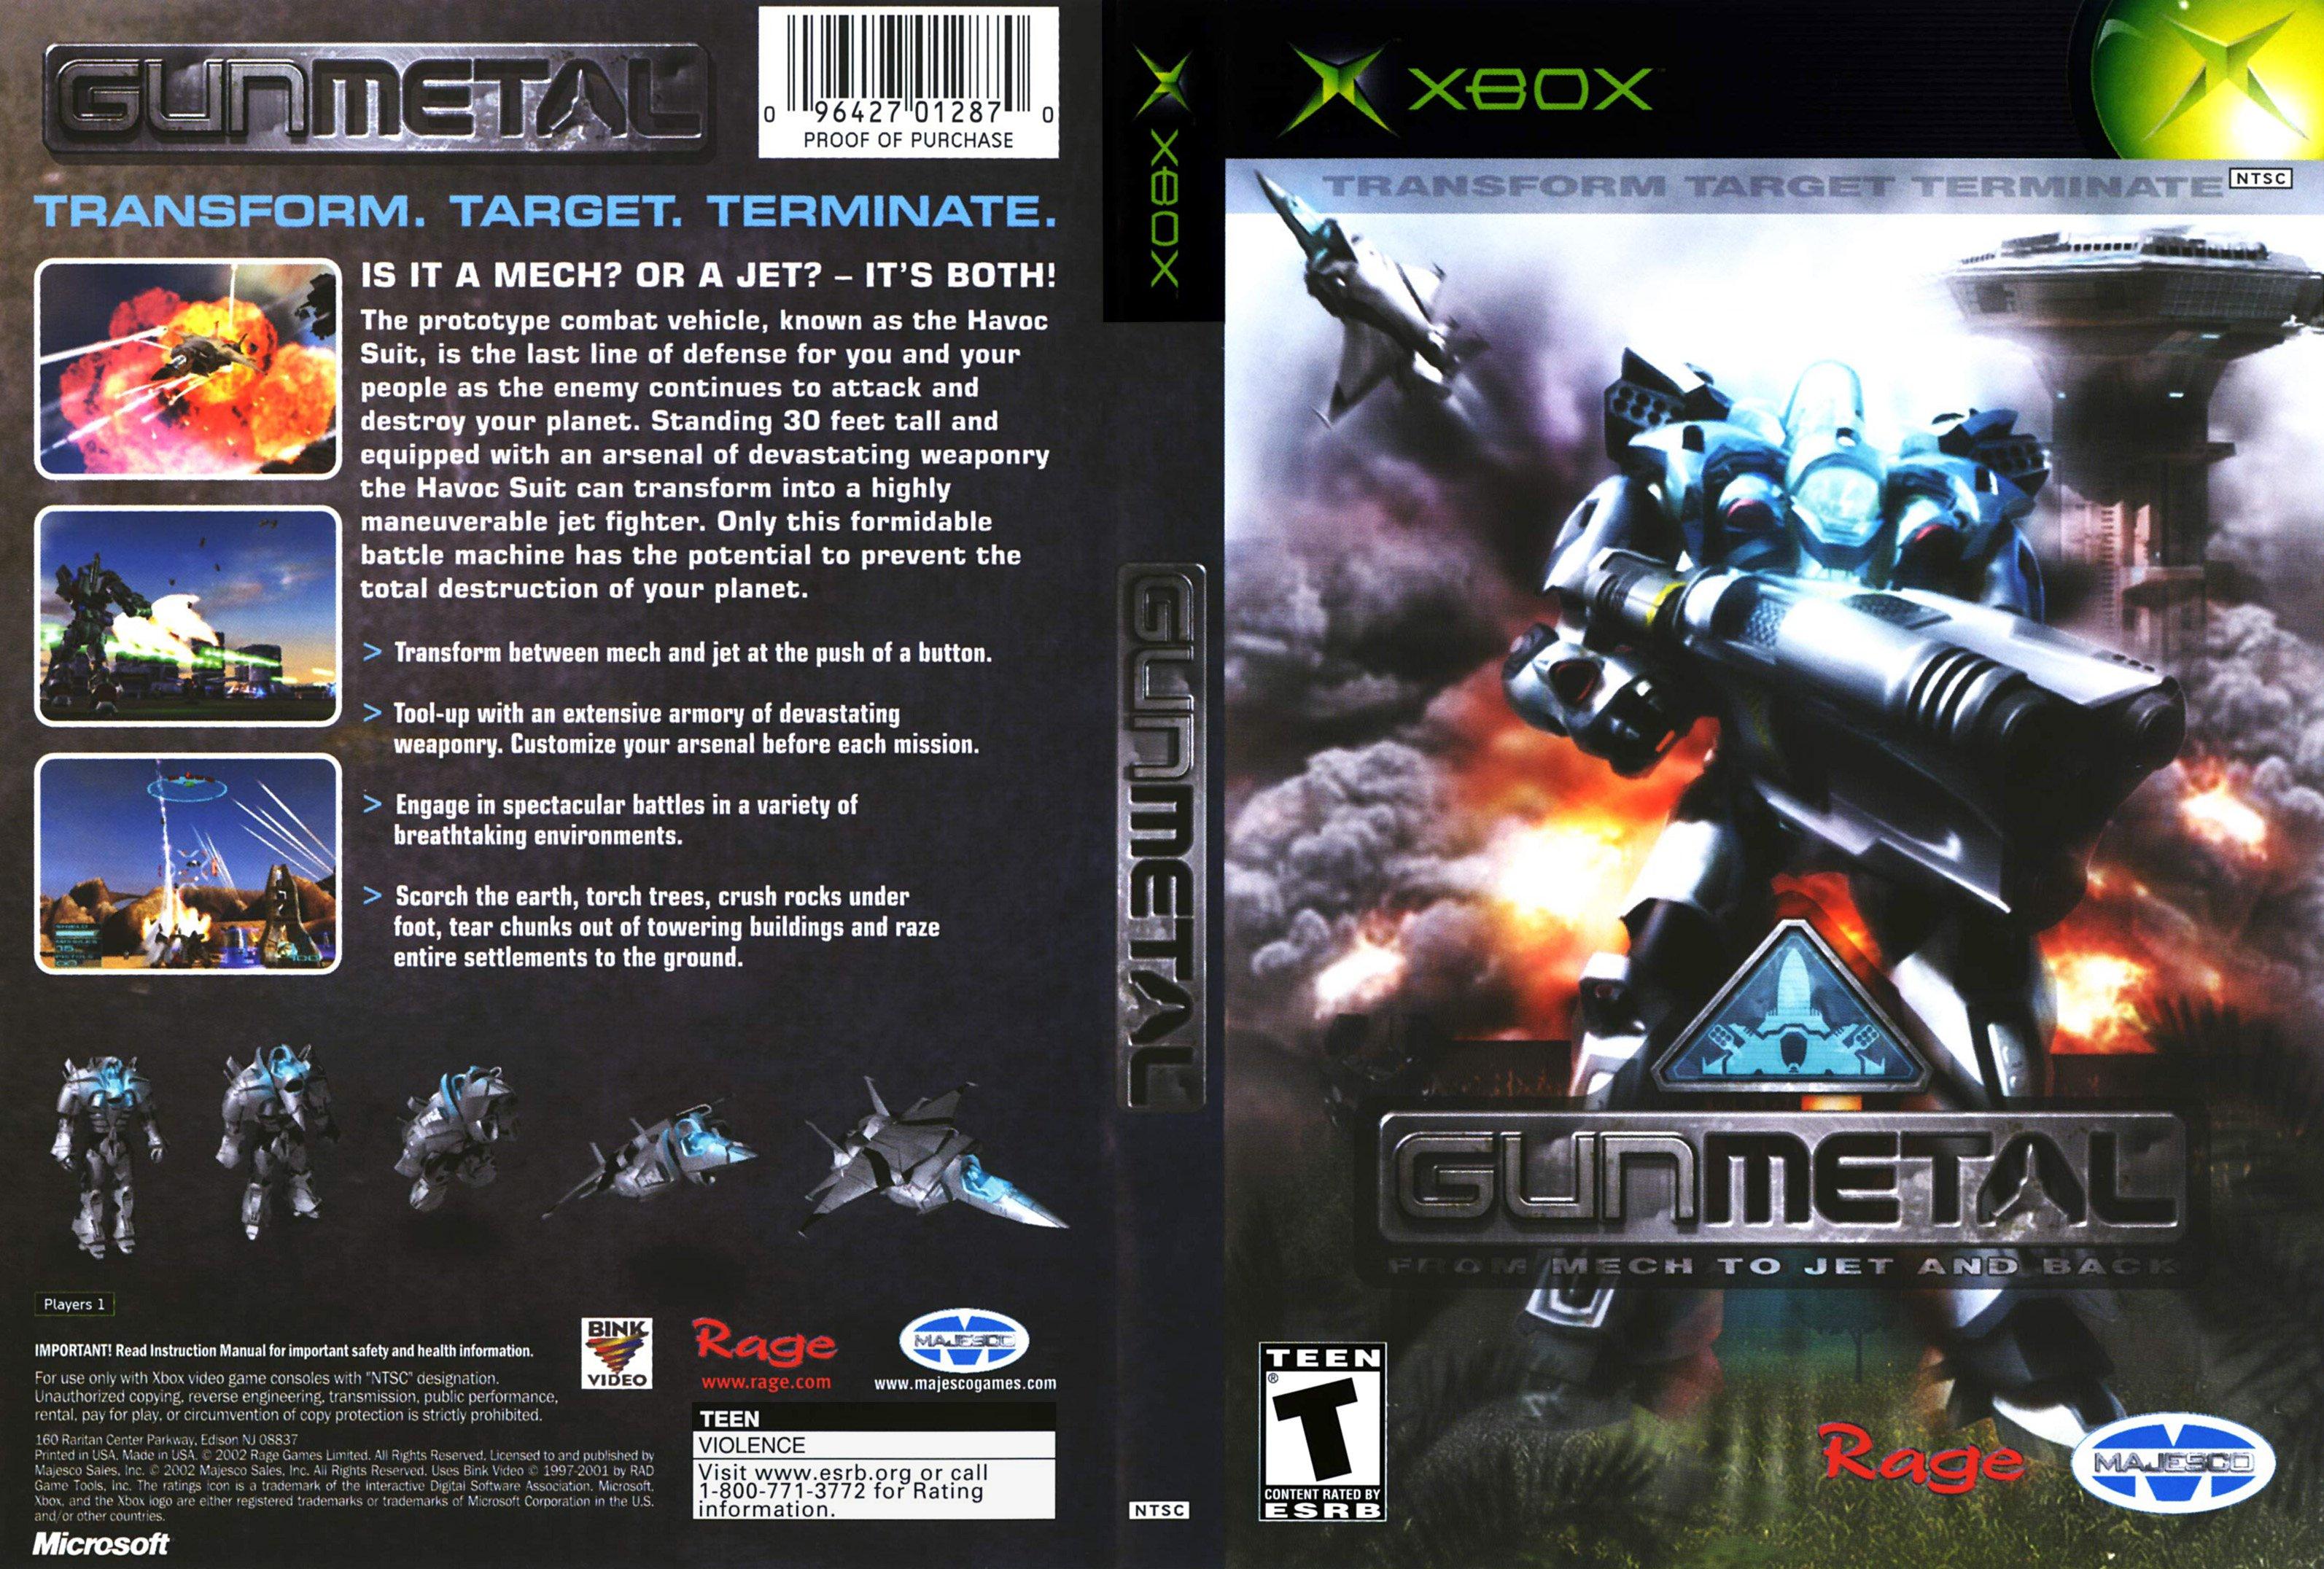 GUNMETAL
0 96427 01287 0
PROOF OF PURCHASE
TRANSFORM. TARGET. TERMINATE.
IS IT A MECH? OR A JET? – IT'S BOTH!
The prototype combat vehicle, known as the Havoc
Suit, is the last line of defense for you and your
people as the enemy continues to attack and
destroy your planet. Standing 30 feet tall and
equipped with an arsenal of devastating weaponry
the Havoc Suit can transform into a highly
maneuverable jet fighter. Only this formidable
battle machine has the potential to prevent the
total destruction of your planet.
> Transform between mech and jet at the push of a button.
> Tool-up with an extensive armory of devastating
weaponry. Customize your arsenal before each mission.
> Engage in spectacular battles in a variety of
breathtaking environments.
> Scorch the earth, torch trees, crush rocks under
foot, tear chunks out of towering buildings and raze
entire settlements to the ground.
Players 1
IMPORTANT! Read Instruction Manual for important safety and health information.
For use only with Xbox video game consoles with "NTSC" designation.
Unauthorized copying, reverse engineering, transmission, public performance,
rental, pay for play, or circumvention of copy protection is strictly prohibited.
160 Raritan Center Parkway, Edison NJ 08837
Printed in USA. Made in USA. © 2002 Rage Games Limited. All Rights Reserved. Licensed to and published by
Majesco Sales, Inc. © 2002 Majesco Sales, Inc. All Rights Reserved. Uses Bink Video © 1997-2001 by RAD
Game Tools, Inc. The ratings icon is a trademark of the Interactive Digital Software Association. Microsoft,
Xbox, and the Xbox logo are either registered trademarks or trademarks of Microsoft Corporation in the U.S.
and/or other countries.
Microsoft
BINK
VIDEO
Rage
www.rage.com
MAJESCO
www.majescogames.com
TEEN
VIOLENCE
Visit www.esrb.org or call
1-800-771-3772 for Rating
information.
XBOX
GUNMETAL
NTSC
XBOX™
TRANSFORM TARGET TERMINATE
NTSC
GUNMETAL
FROM MECH TO JET AND BACK
TEEN
T
®
CONTENT RATED BY
ESRB
Rage
MAJESCO